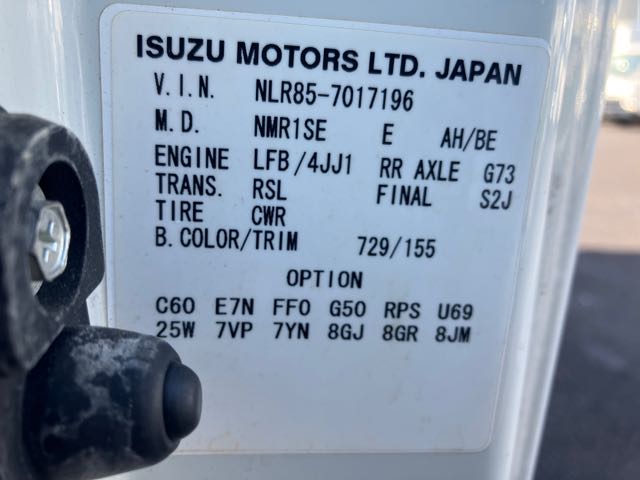 ISUZU MOTORS LTD. JAPAN
V.I.N. NLR85-7017196
M.D. NMR1SE E AH/BE
ENGINE LFB/4JJ1 RR AXLE G73
TRANS. RSL FINAL S2J
TIRE CWR
B.COLOR/TRIM 729/155
OPTION
C60 E7N FF0 G50 RPS U69
25W 7VP 7YN 8GJ 8GR 8JM